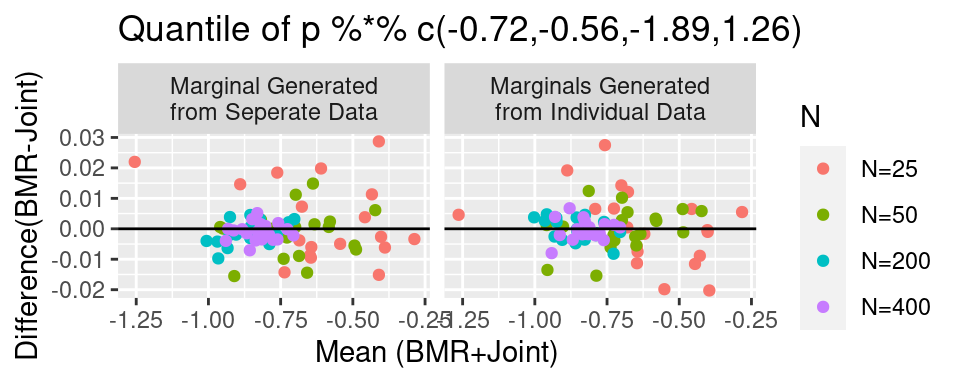 Quantile of p %*% c(-0.72,-0.56,-1.89,1.26)
Marginal Generated
from Seperate Data
Marginals Generated
from Individual Data
Difference(BMR-Joint)
0.03
0.02
0.01
0.00
-0.01
-0.02
-1.25 -1.00 -0.75 -0.50 -0.25
-1.25 -1.00 -0.75 -0.50 -0.25
Mean (BMR+Joint)
N
N=25
N=50
N=200
N=400